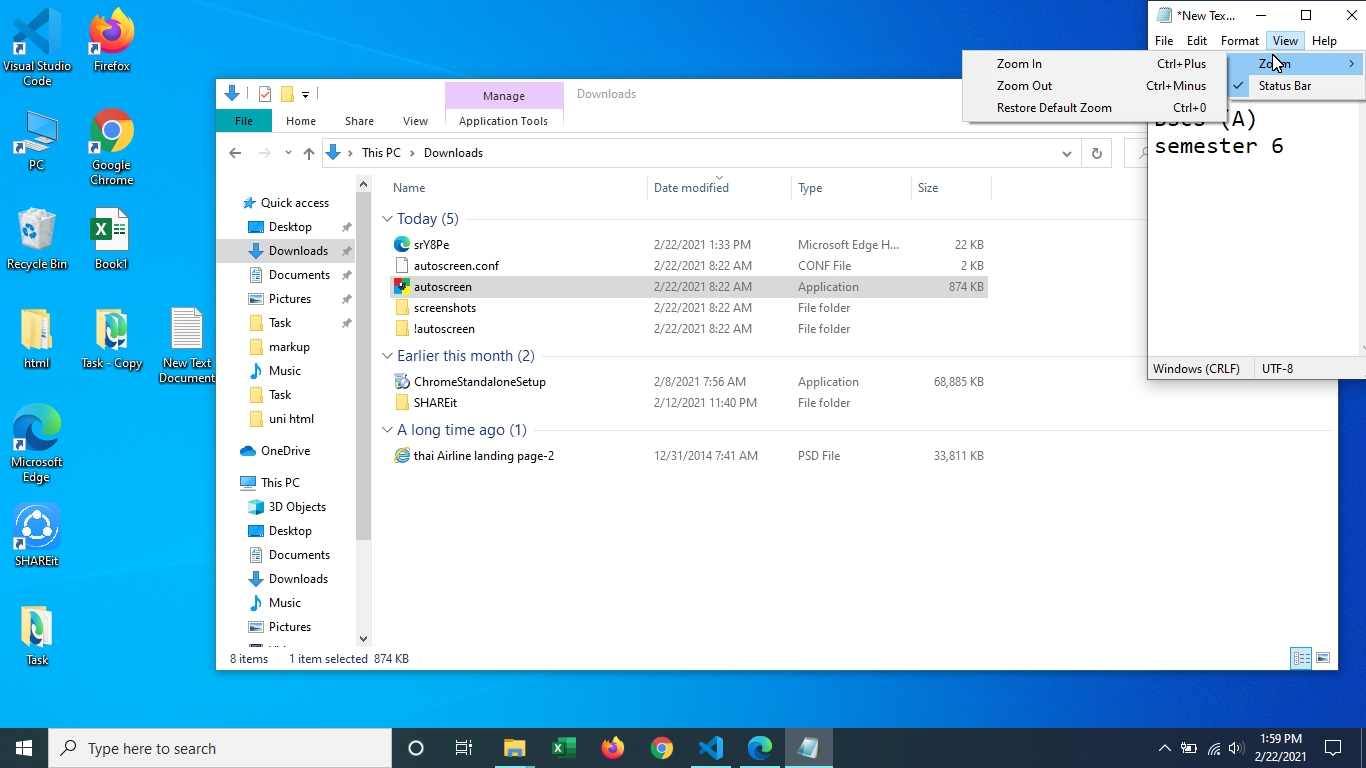 Visual Studio
Code
Firefox
PC
Google
Chrome
Recycle Bin
Book1
html
Task - Copy
New Text
Document
Microsoft
Edge
SHAREit
Task
Manage
Downloads
File
Home
Share
View
Application Tools
This PC
Downloads
Name
Date modified
Type
Size
Quick access
Desktop
Downloads
Documents
Pictures
Task
markup
Music
Task
uni html
OneDrive
This PC
3D Objects
Desktop
Documents
Downloads
Music
Pictures
Today (5)
srY8Pe 2/22/2021 1:33 PM Microsoft Edge H... 22 KB
autoscreen.conf 2/22/2021 8:22 AM CONF File 2 KB
autoscreen 2/22/2021 8:22 AM Application 874 KB
screenshots 2/22/2021 8:22 AM File folder
!autoscreen 2/22/2021 8:22 AM File folder
Earlier this month (2)
ChromeStandaloneSetup 2/8/2021 7:56 AM Application 68,885 KB
SHAREit 2/12/2021 11:40 PM File folder
A long time ago (1)
thai Airline landing page-2 12/31/2014 7:41 AM PSD File 33,811 KB
8 items 1 item selected 874 KB
*New Tex...
File Edit Format View Help
Zoom
Status Bar
Zoom In Ctrl+Plus
Zoom Out Ctrl+Minus
Restore Default Zoom Ctrl+0
(A)
semester 6
Windows (CRLF) UTF-8
Type here to search
1:59 PM
2/22/2021